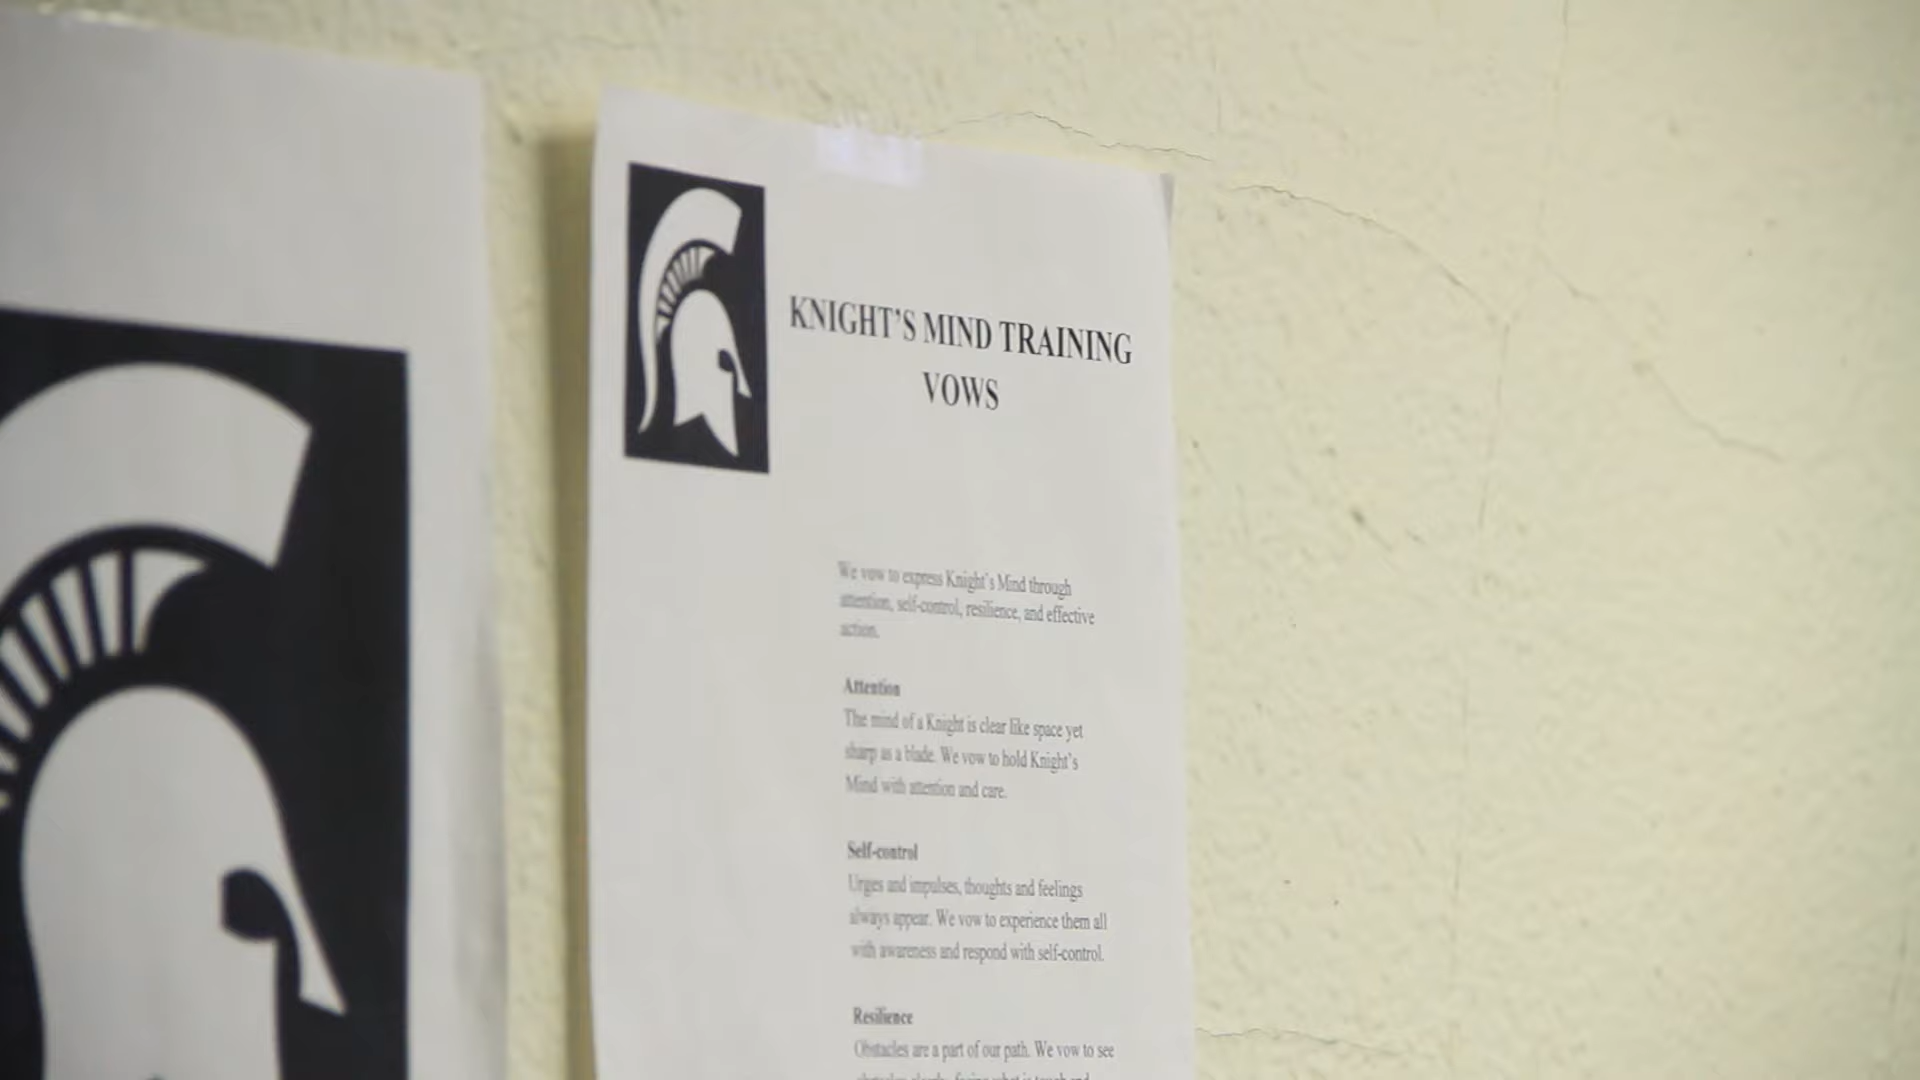 KNIGHT'S MIND TRAINING
VOWS
We vow to express Knight's Mind through
attention, self-control, resilience, and effective
action.
Attention
The mind of a Knight is clear like space yet
sharp as a blade. We vow to hold Knight's
Mind with attention and care.
Self-control
Urges and impulses, thoughts and feelings
always appear. We vow to experience them all
with awareness and respond with self-control.
Resilience
Obstacles are a part of our path. We vow to see